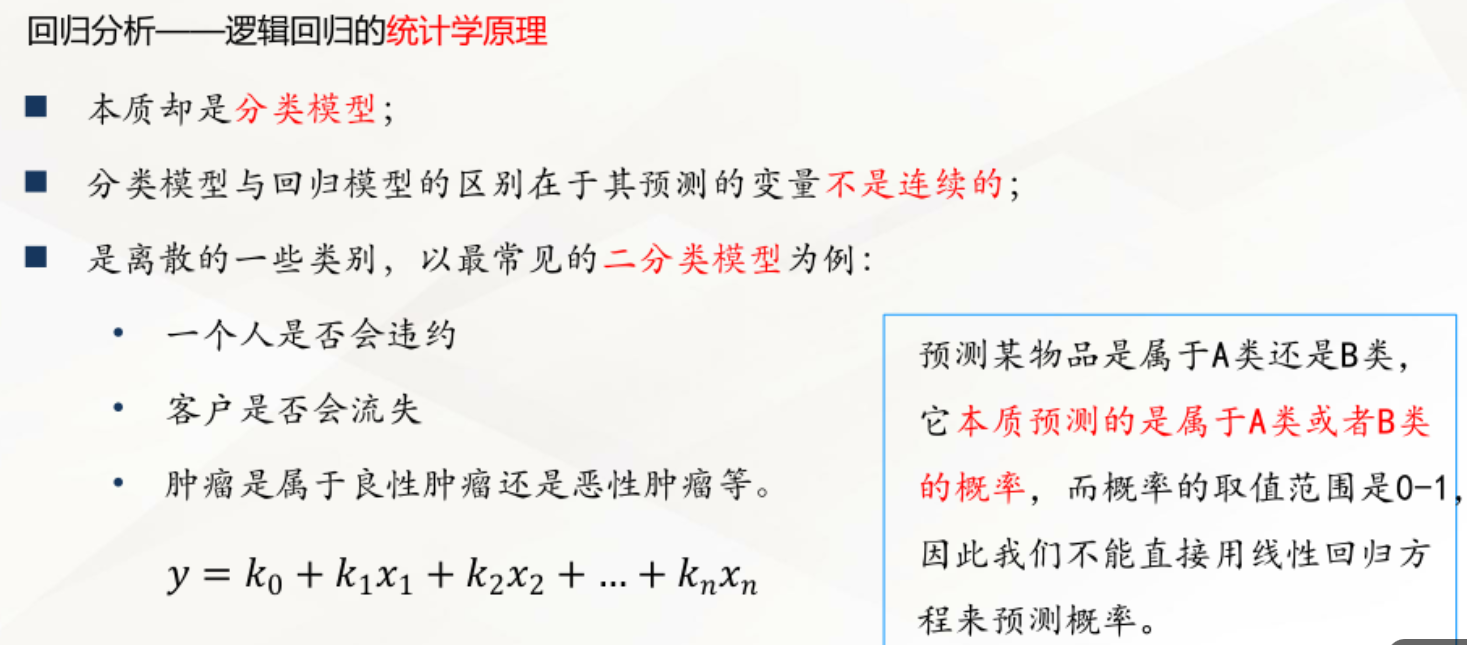 回归分析——逻辑回归的统计学原理
本质却是分类模型；
分类模型与回归模型的区别在于其预测的变量不是连续的；
是离散的一些类别，以最常见的二分类模型为例：
一个人是否会违约
客户是否会流失
肿瘤是属于良性肿瘤还是恶性肿瘤等。
y = k₀ + k₁x₁ + k₂x₂ + … + kₙxₙ
预测某物品是属于A类还是B类，
它本质预测的是属于A类或者B类
的概率，而概率的取值范围是0-1，
因此我们不能直接用线性回归方
程来预测概率。